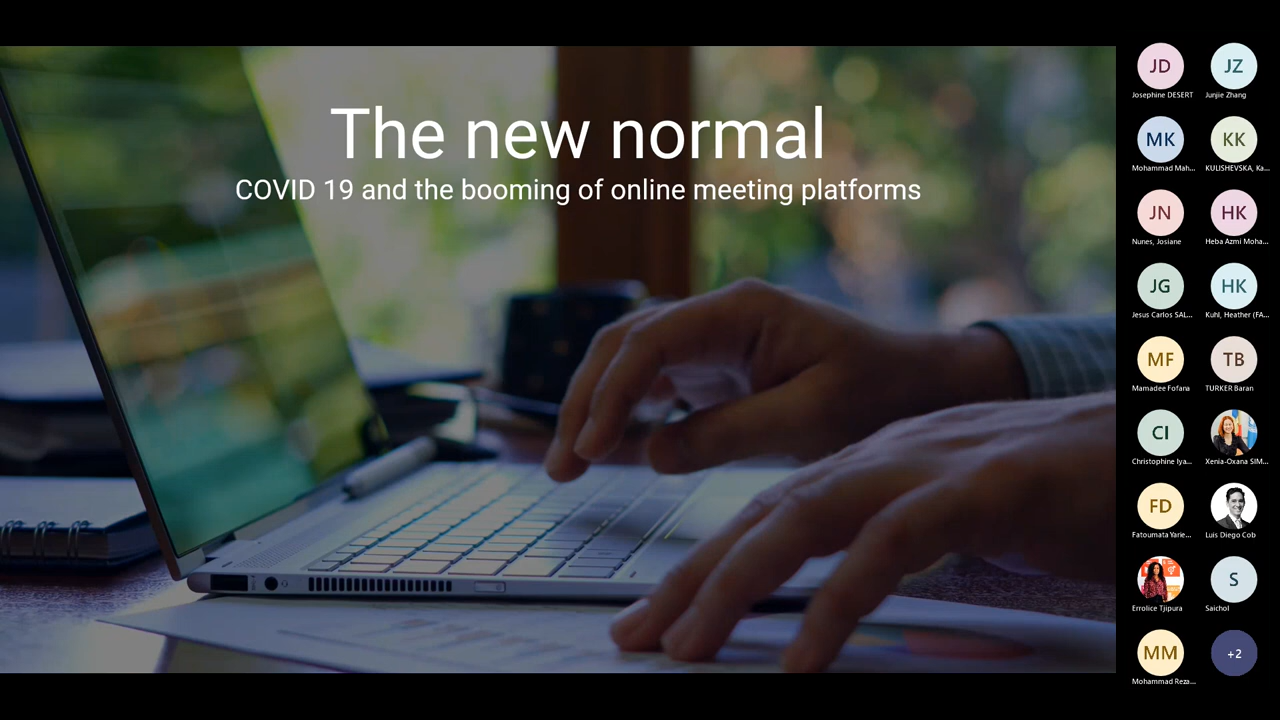 The new normal
COVID 19 and the booming of online meeting platforms
JD
Josephine DESERT
JZ
Junjie Zhang
MK
Mohammad Mah...
KK
KULISHEVSKA, Ka...
JN
Nunes, Josiane
HK
Heba Azmi Moha...
JG
Jesus Carlos SAL...
HK
Kuhl, Heather (FA...
MF
Mamadee Fofana
TB
TURKER Baran
CI
Christophine Iya...
Xenia-Oxana SIM...
FD
Fatoumata Yarie...
Luis Diego Cob
Errolice Tjipura
S
Saichol
MM
Mohammad Reza...
+2